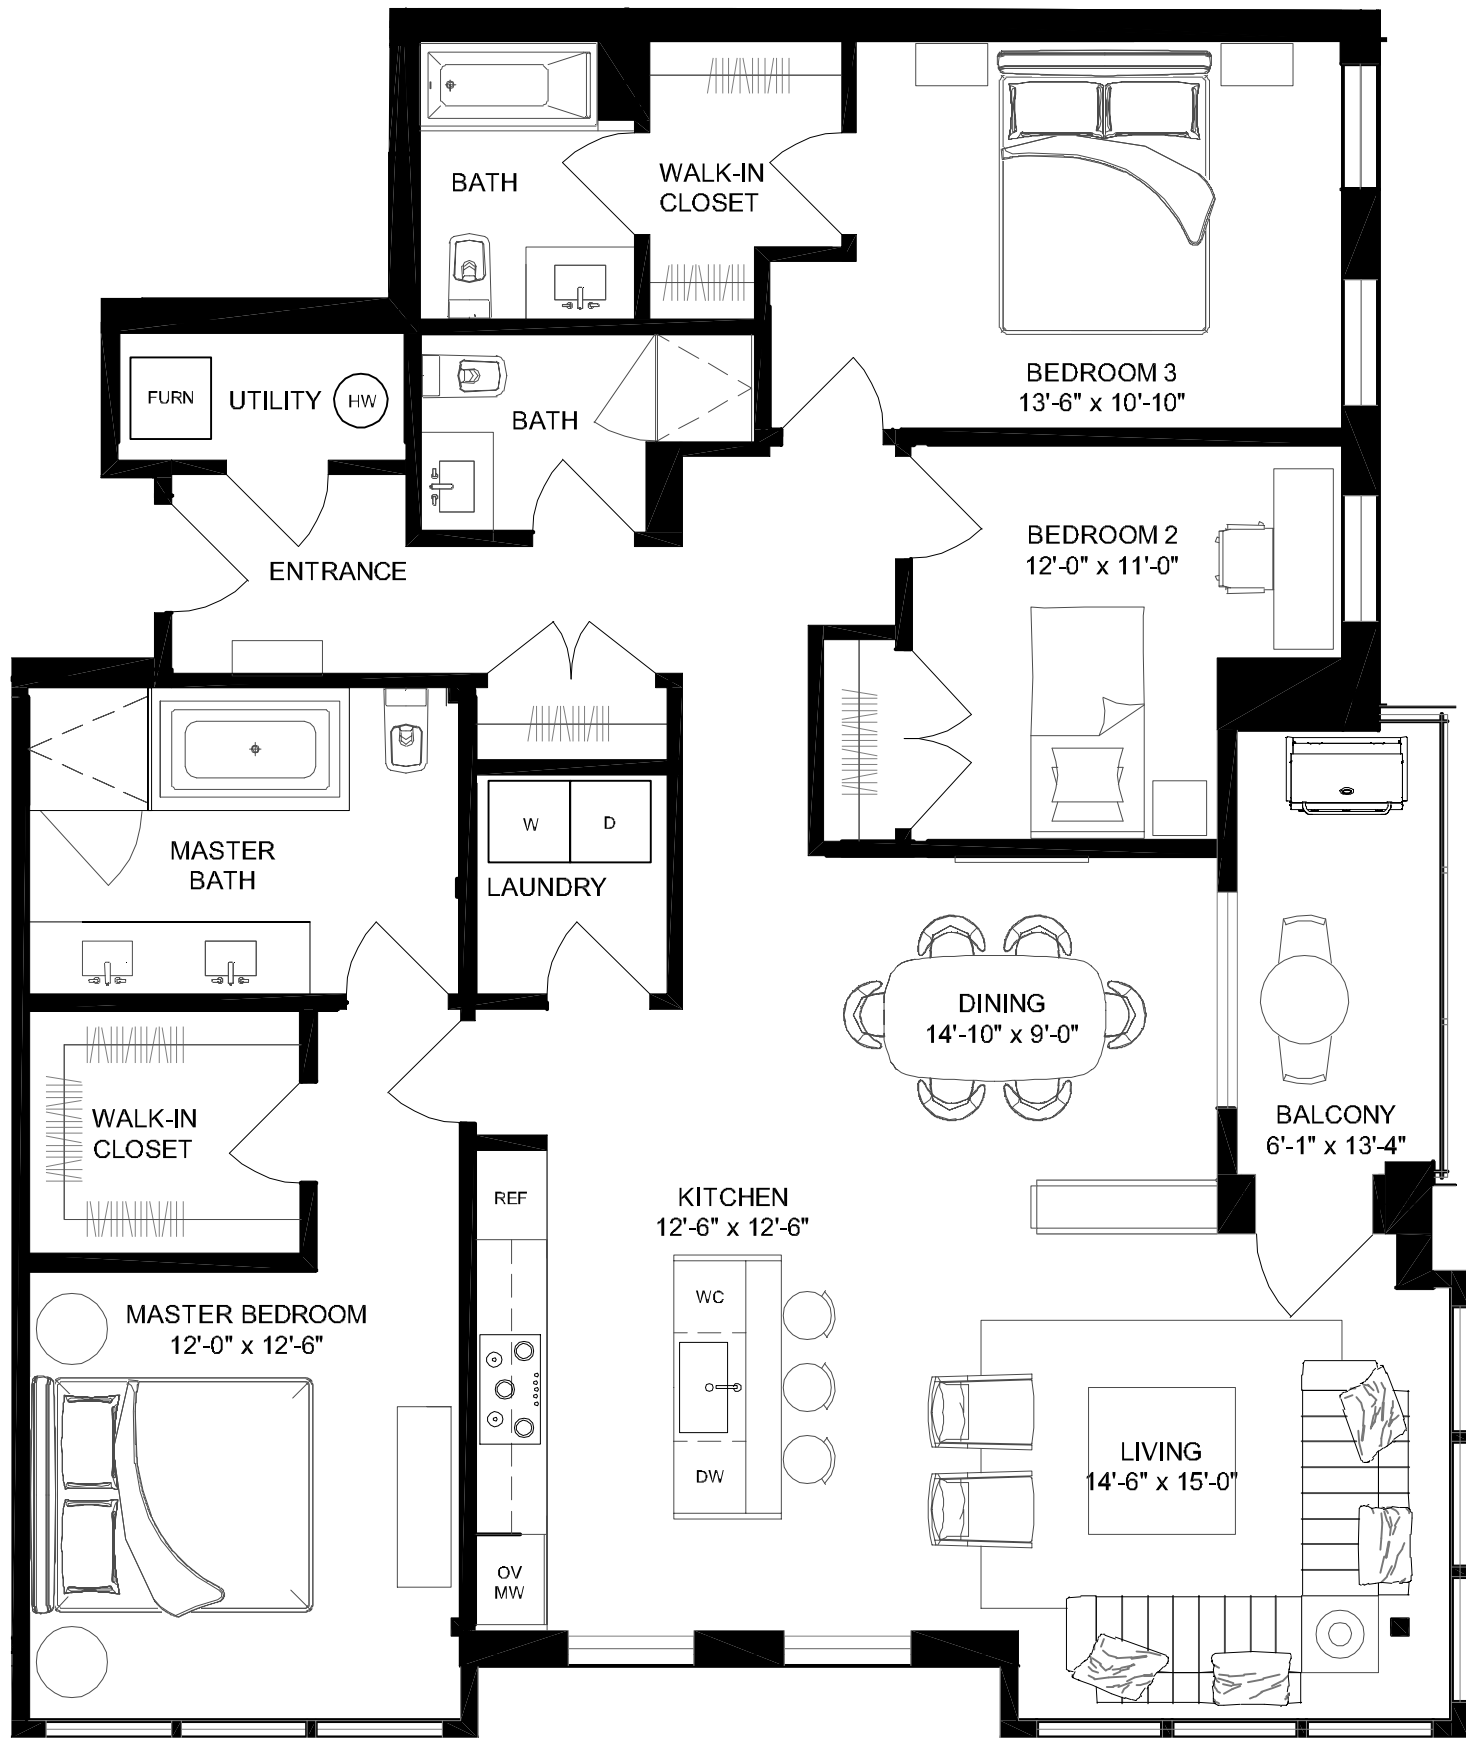 BATH
WALK-IN
CLOSET
BEDROOM 3
13'-6" x 10'-10"
FURN
UTILITY
HW
BATH
BEDROOM 2
12'-0" x 11'-0"
ENTRANCE
W
D
LAUNDRY
MASTER
BATH
DINING
14'-10" x 9'-0"
BALCONY
6'-1" x 13'-4"
WALK-IN
CLOSET
REF
KITCHEN
12'-6" x 12'-6"
WC
DW
MASTER BEDROOM
12'-0" x 12'-6"
LIVING
14'-6" x 15'-0"
OV
MW